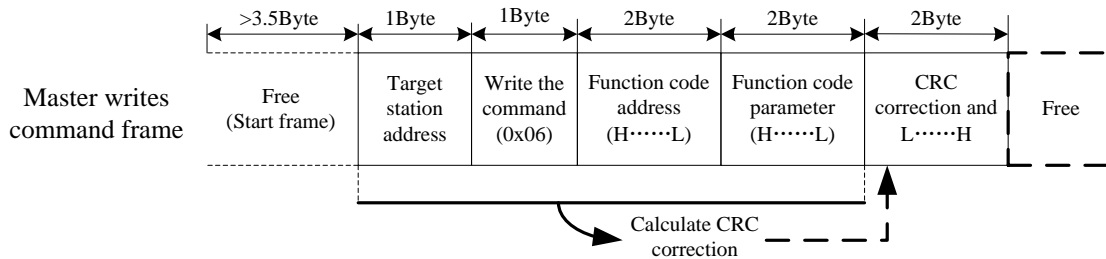 >3.5Byte
1Byte
1Byte
2Byte
2Byte
2Byte
Master writes
command frame
Free
(Start frame)
Target
station
address
Write the
command
(0x06)
Function code
address
(H······L)
Function code
parameter
(H······L)
CRC
correction and
L······H
Free
Calculate CRC
correction